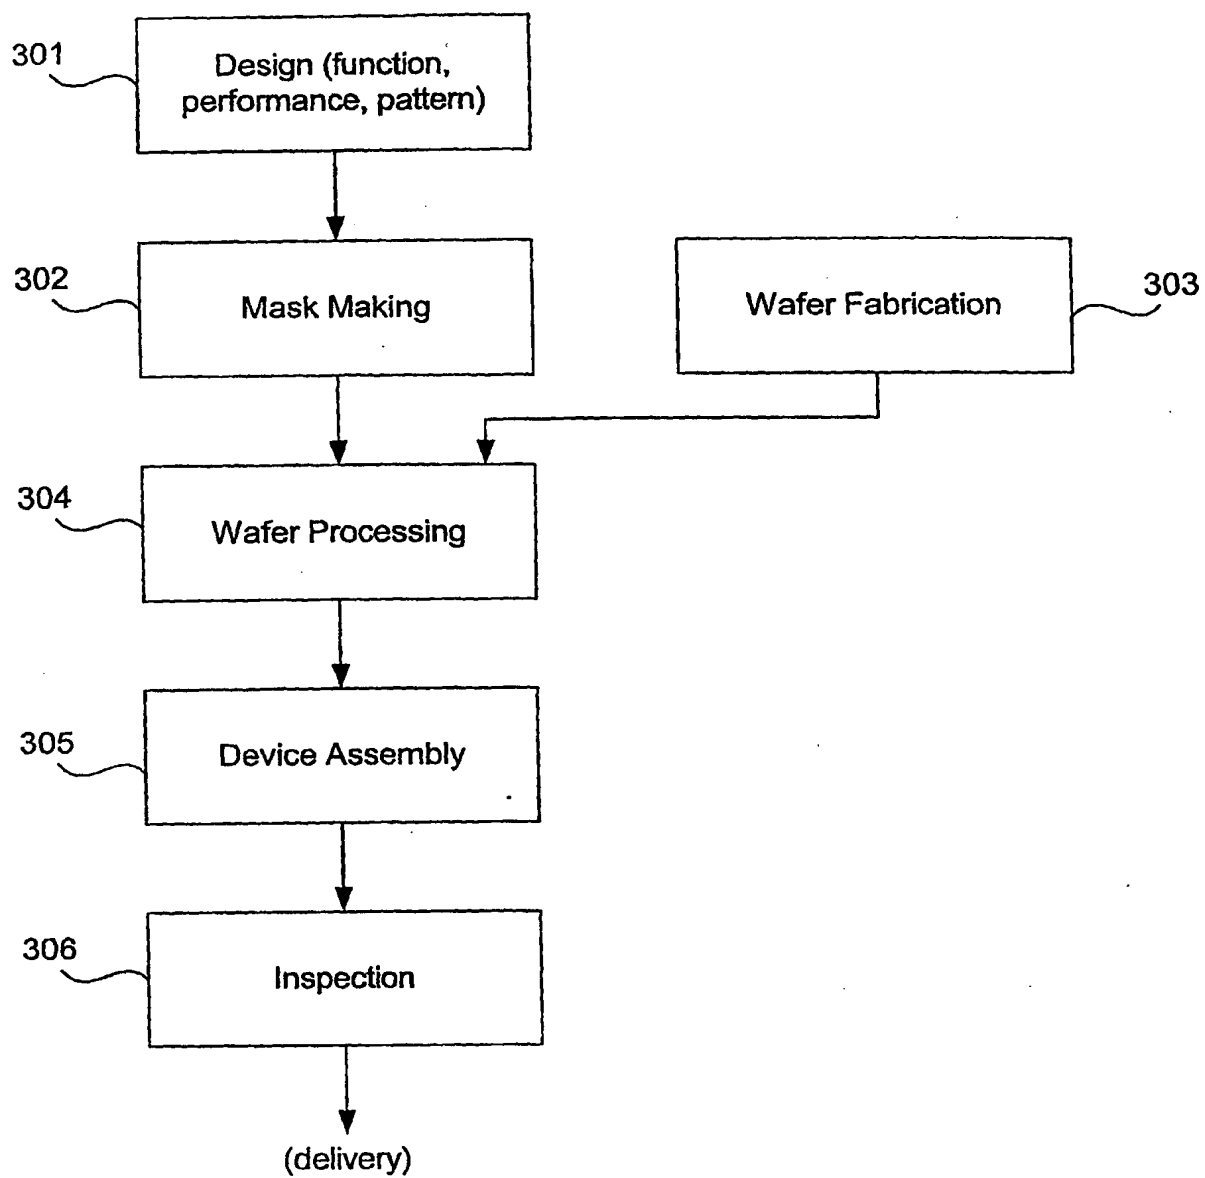 301
Design (function,
performance, pattern)
302
Mask Making
Wafer Fabrication
303
304
Wafer Processing
305
Device Assembly
306
Inspection
(delivery)